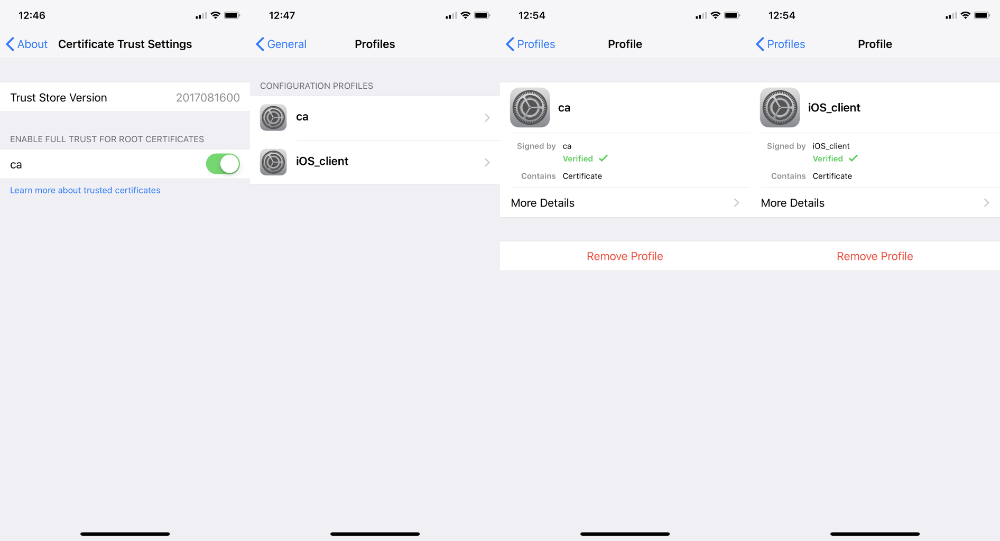 12:46
About
Certificate Trust Settings
Trust Store Version
2017081600
ENABLE FULL TRUST FOR ROOT CERTIFICATES
ca
Learn more about trusted certificates
12:47
General
Profiles
CONFIGURATION PROFILES
ca
iOS_client
12:54
Profiles
Profile
ca
Signed by ca
Verified
Contains Certificate
More Details
Remove Profile
12:54
Profiles
Profile
iOS_client
Signed by iOS_client
Verified
Contains Certificate
More Details
Remove Profile